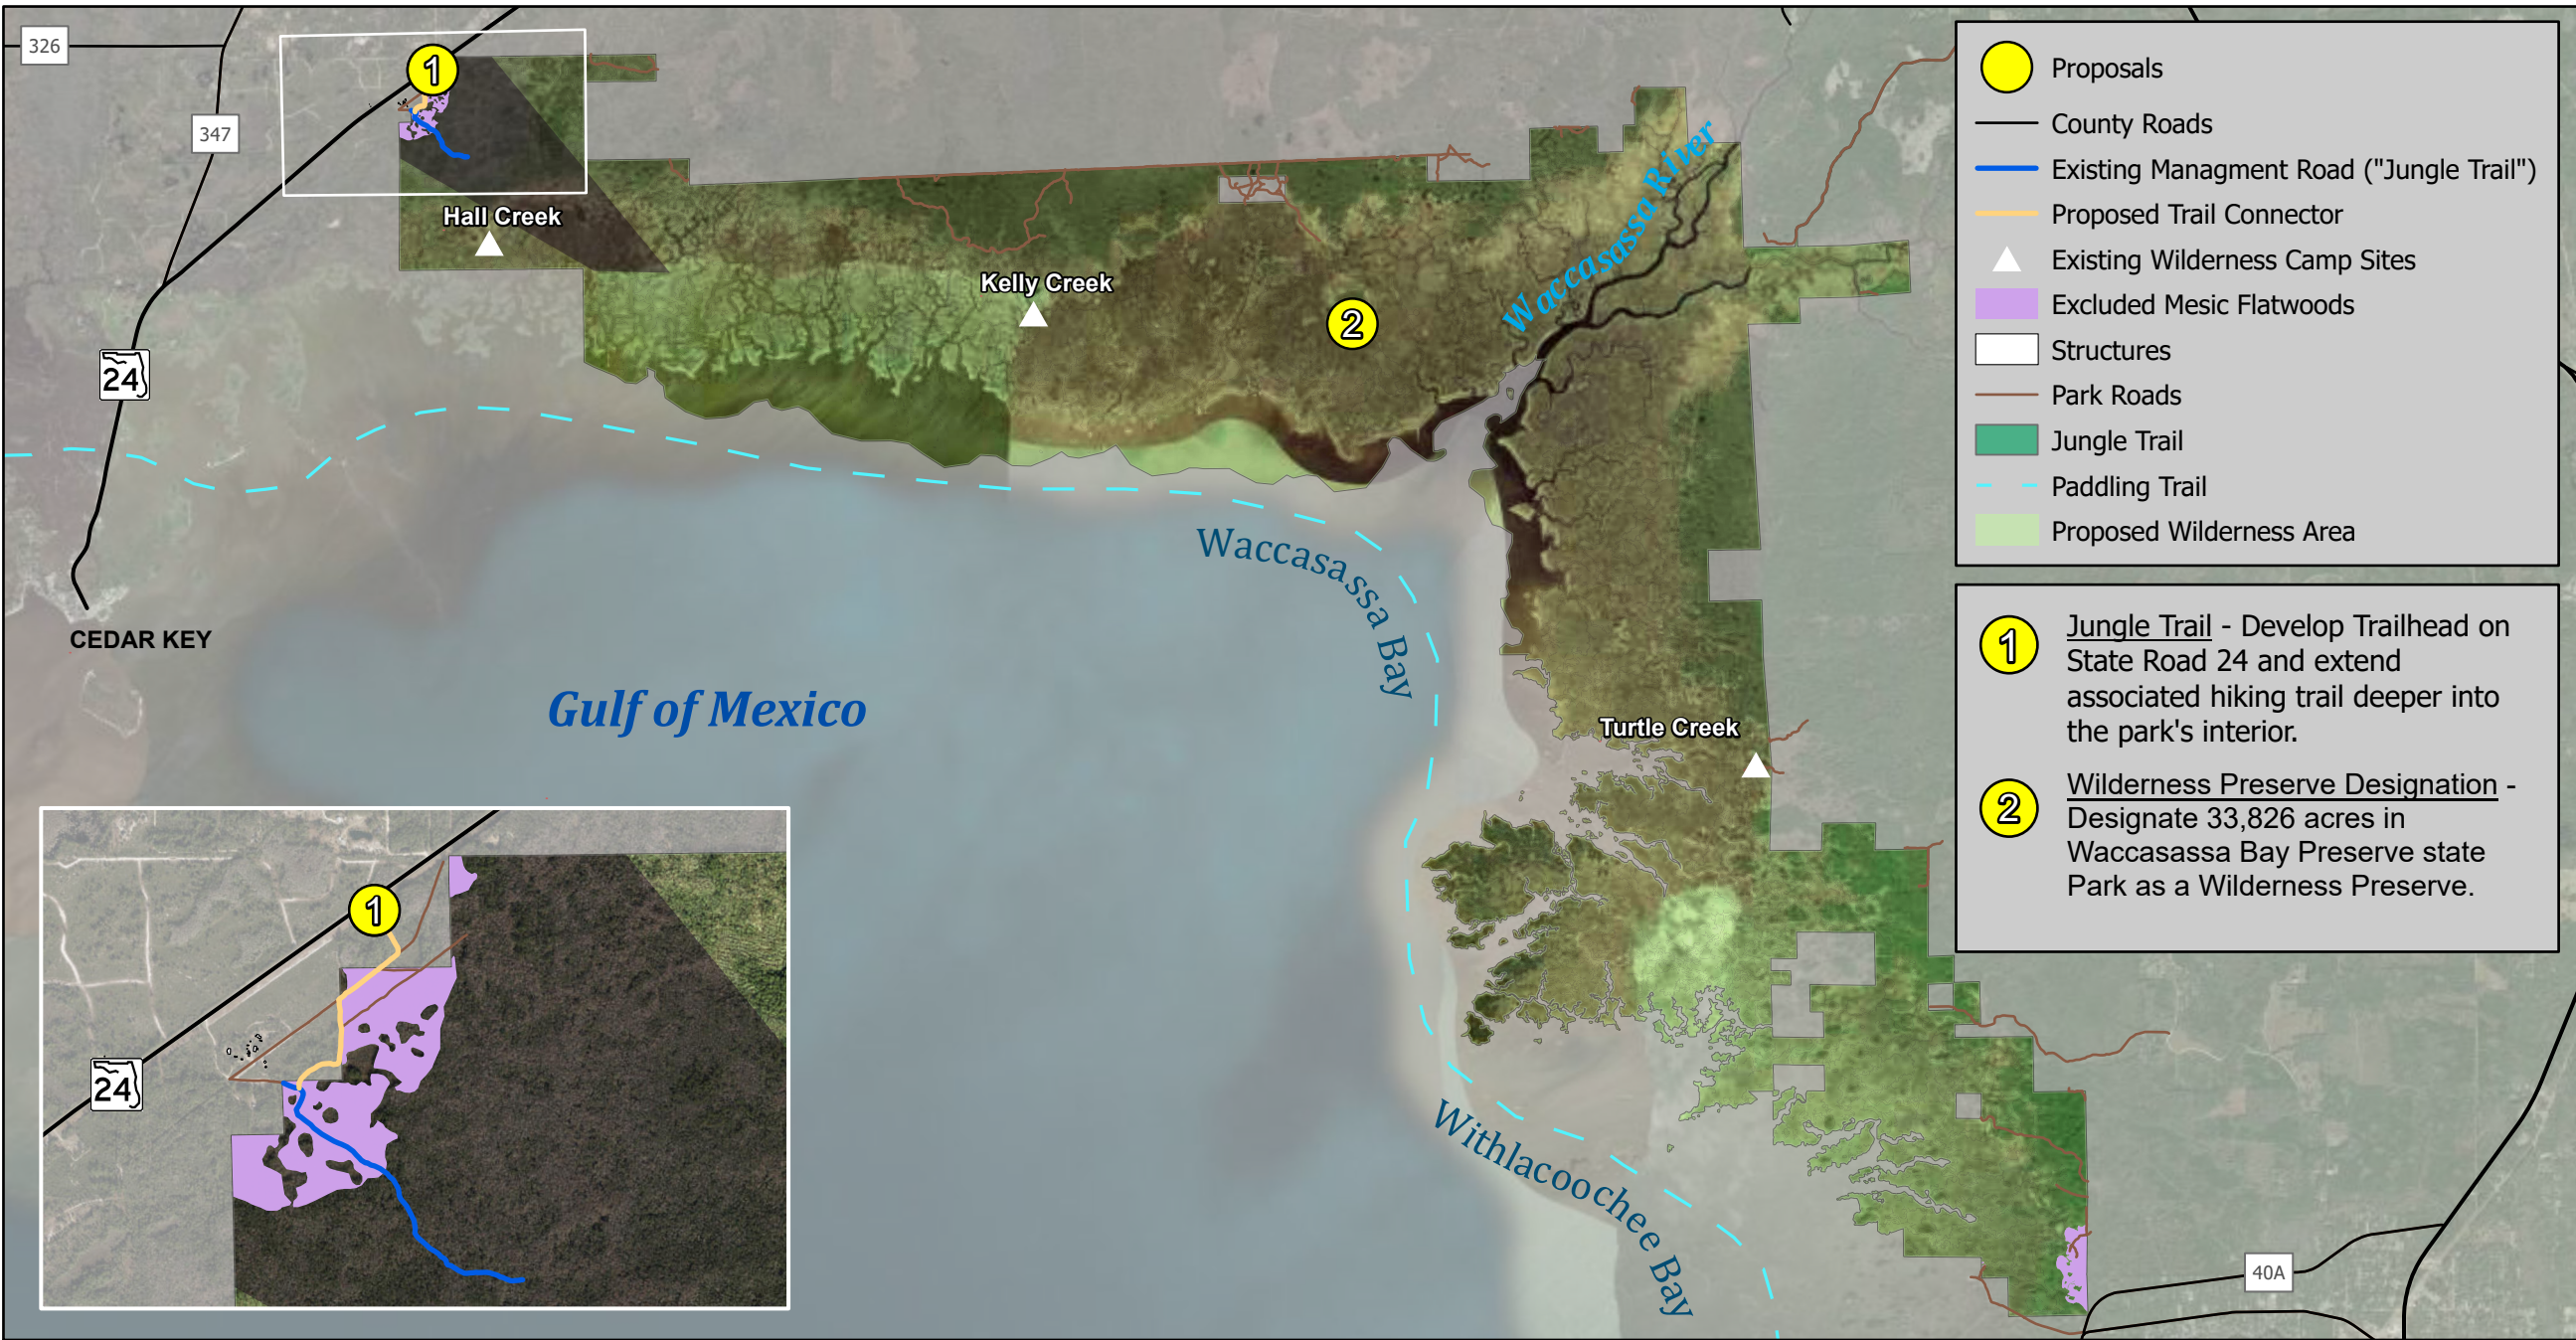 326
347
24
1
Hall Creek
Kelly Creek
2
Waccasassa River
CEDAR KEY
Gulf of Mexico
Waccasassa Bay
Turtle Creek
Withlacoochee Bay
40A
1
24
Proposals
County Roads
Existing Managment Road ("Jungle Trail")
Proposed Trail Connector
Existing Wilderness Camp Sites
Excluded Mesic Flatwoods
Structures
Park Roads
Jungle Trail
Paddling Trail
Proposed Wilderness Area
1
Jungle Trail - Develop Trailhead on
State Road 24 and extend
associated hiking trail deeper into
the park's interior.
2
Wilderness Preserve Designation -
Designate 33,826 acres in
Waccasassa Bay Preserve state
Park as a Wilderness Preserve.